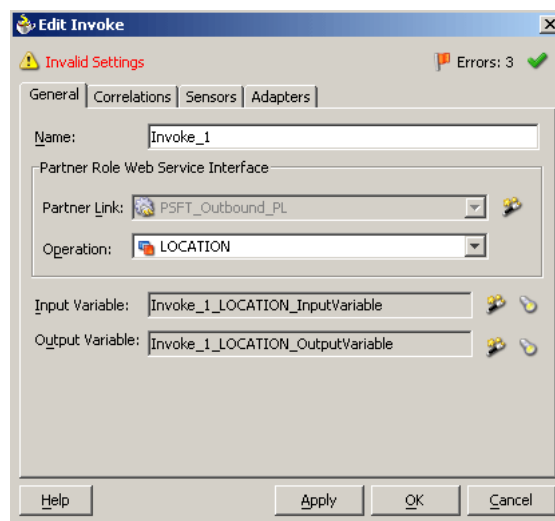 Edit Invoke
Invalid Settings Errors: 3
General Correlations Sensors Adapters
Name: Invoke_1
Partner Role Web Service Interface
Partner Link: PSFT_Outbound_PL
Operation: LOCATION
Input Variable: Invoke_1_LOCATION_InputVariable
Output Variable: Invoke_1_LOCATION_OutputVariable
Help Apply OK Cancel